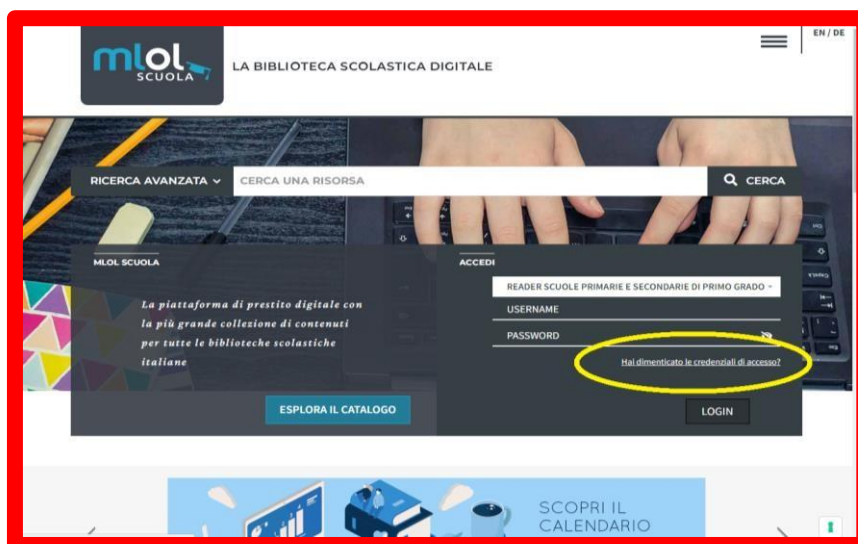 mlol
SCUOLA
LA BIBLIOTECA SCOLASTICA DIGITALE
EN / DE
RICERCA AVANZATA
CERCA UNA RISORSA
CERCA
MLOL SCUOLA
La piattaforma di prestito digitale con
la più grande collezione di contenuti
per tutte le biblioteche scolastiche
italiane
ESPLORA IL CATALOGO
ACCEDI
READER SCUOLE PRIMARIE E SECONDARIE DI PRIMO GRADO
USERNAME
PASSWORD
Hai dimenticato le credenziali di accesso?
LOGIN
SCOPRI IL
CALENDARIO